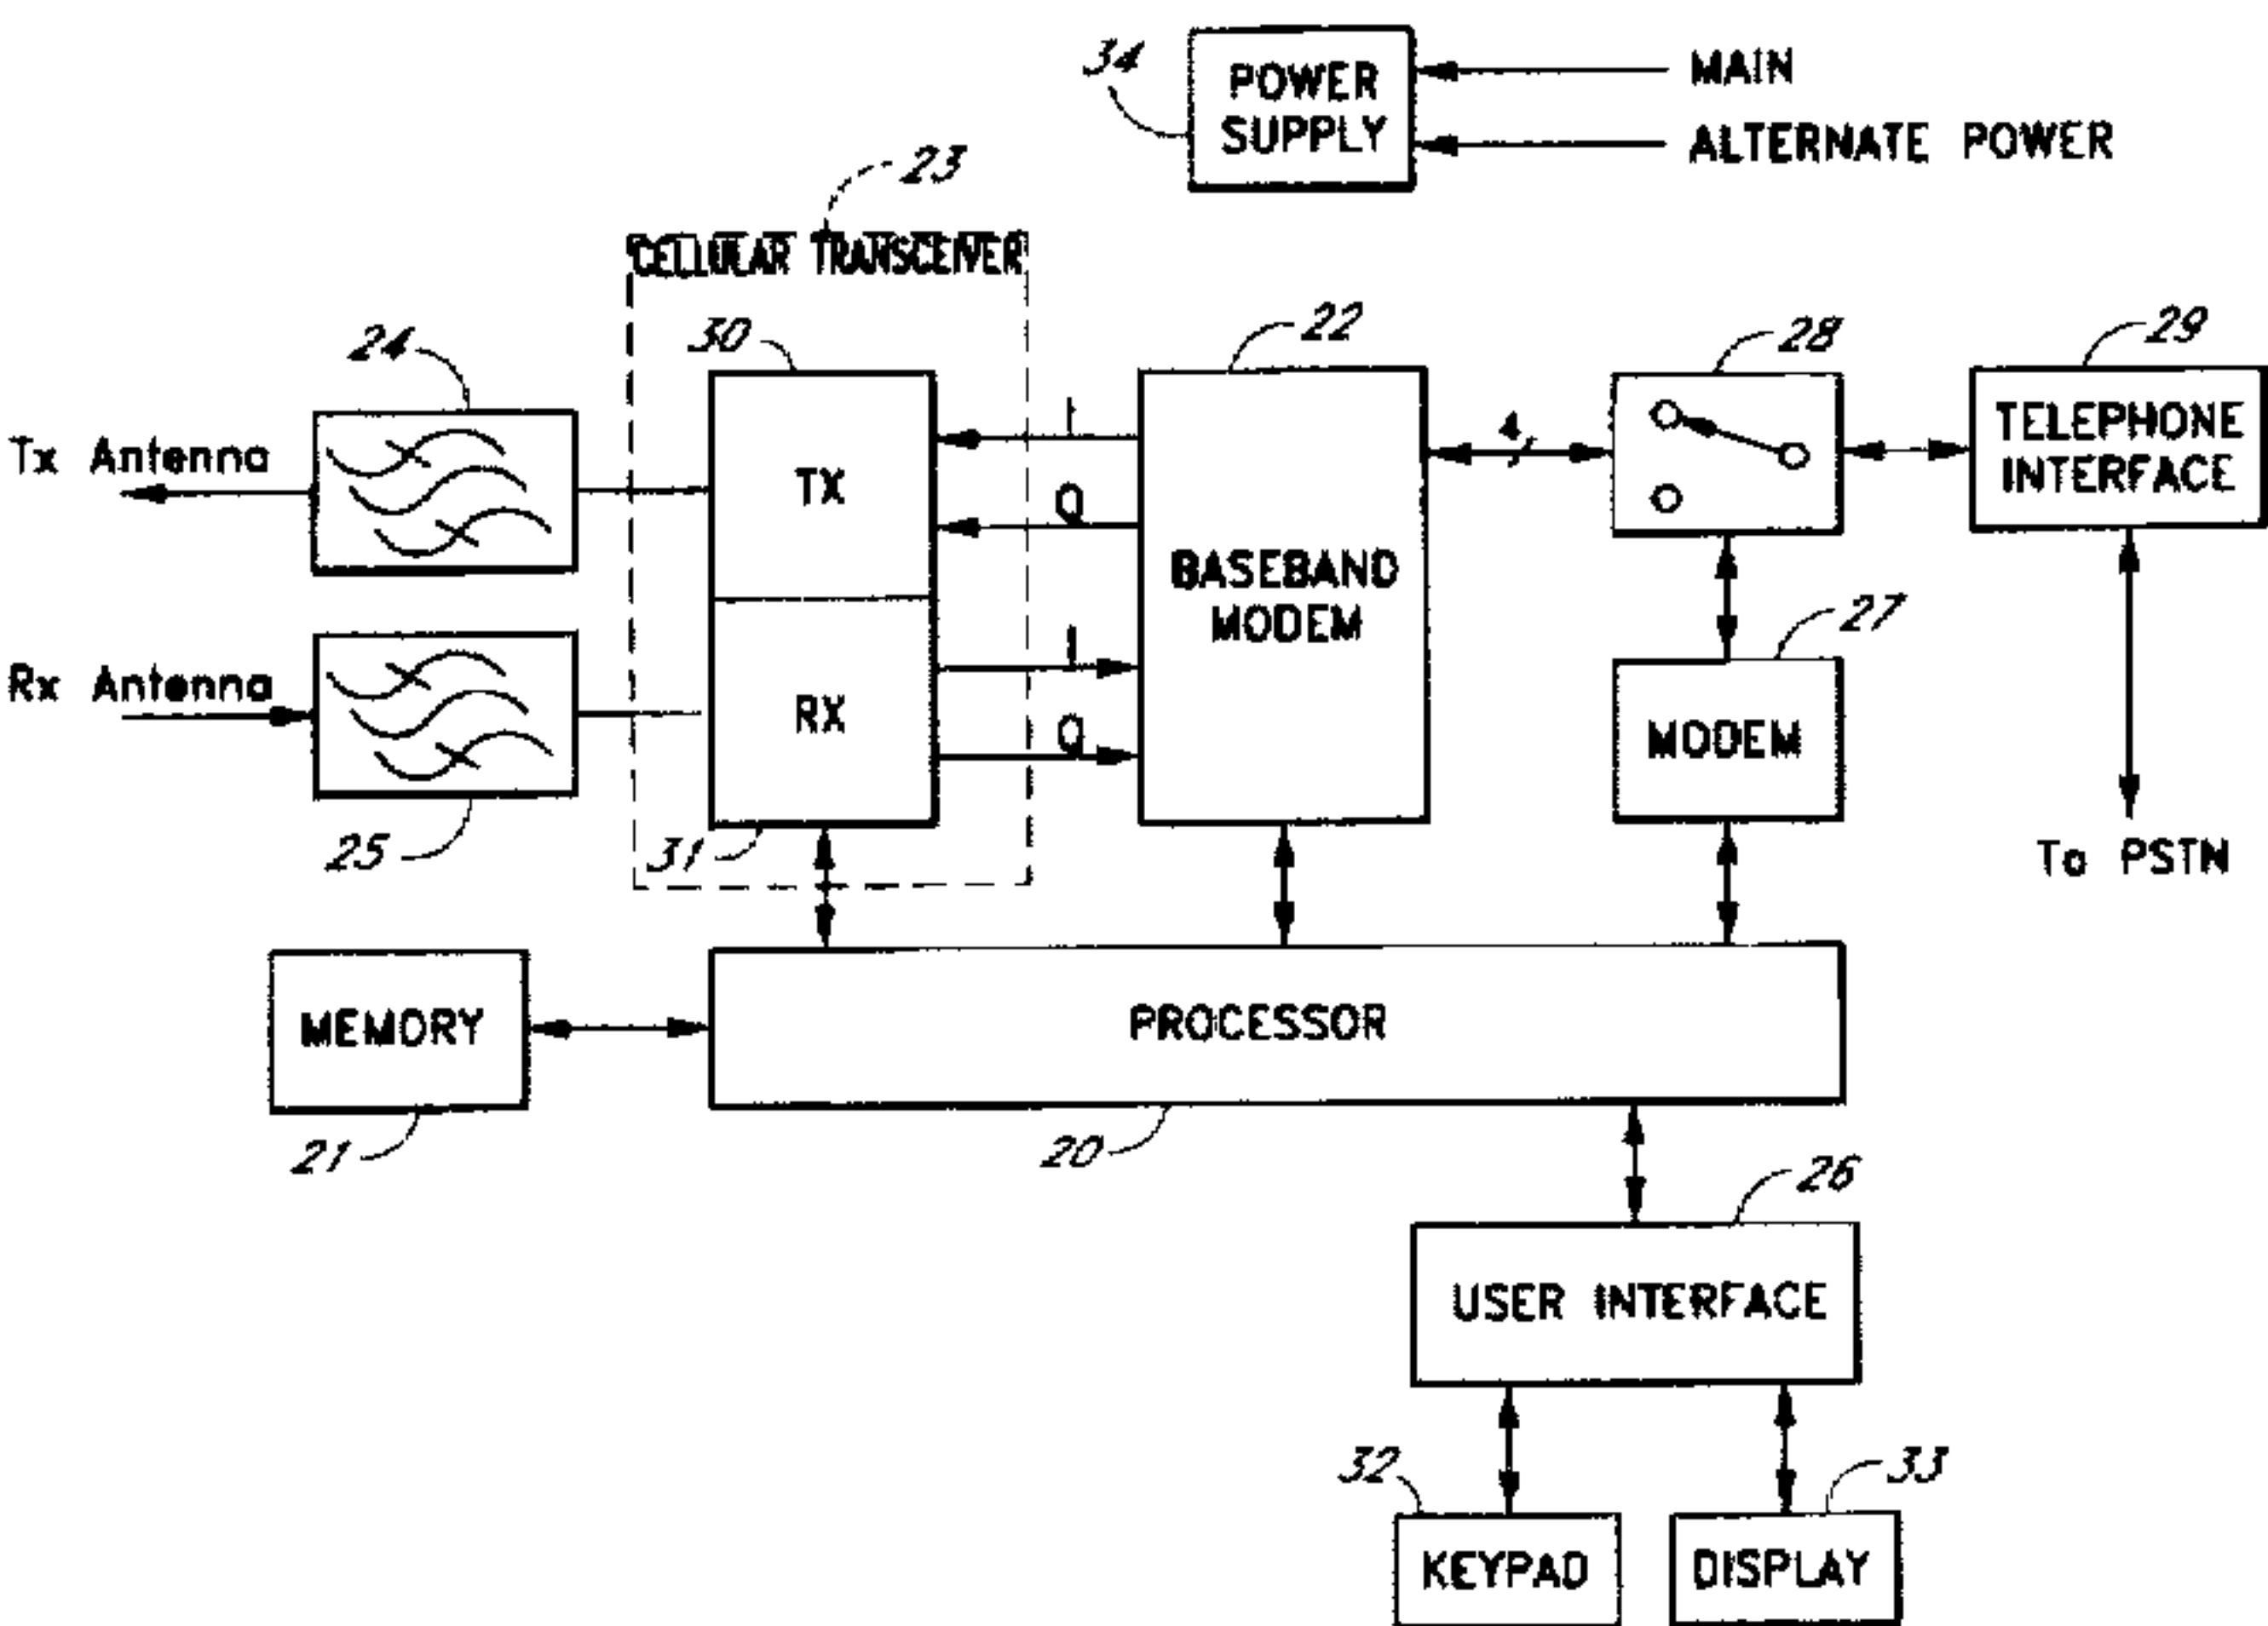 34
POWER
SUPPLY
MAIN
ALTERNATE POWER
23
CELLULAR TRANSCEIVER
24
30
22
28
29
Tx Antenna
TX
I
Q
BASEBAND
MODEM
4
TELEPHONE
INTERFACE
Rx Antenna
RX
I
Q
27
MODEM
25
31
To PSTN
MEMORY
PROCESSOR
21
20
26
USER INTERFACE
32
33
KEYPAD
DISPLAY